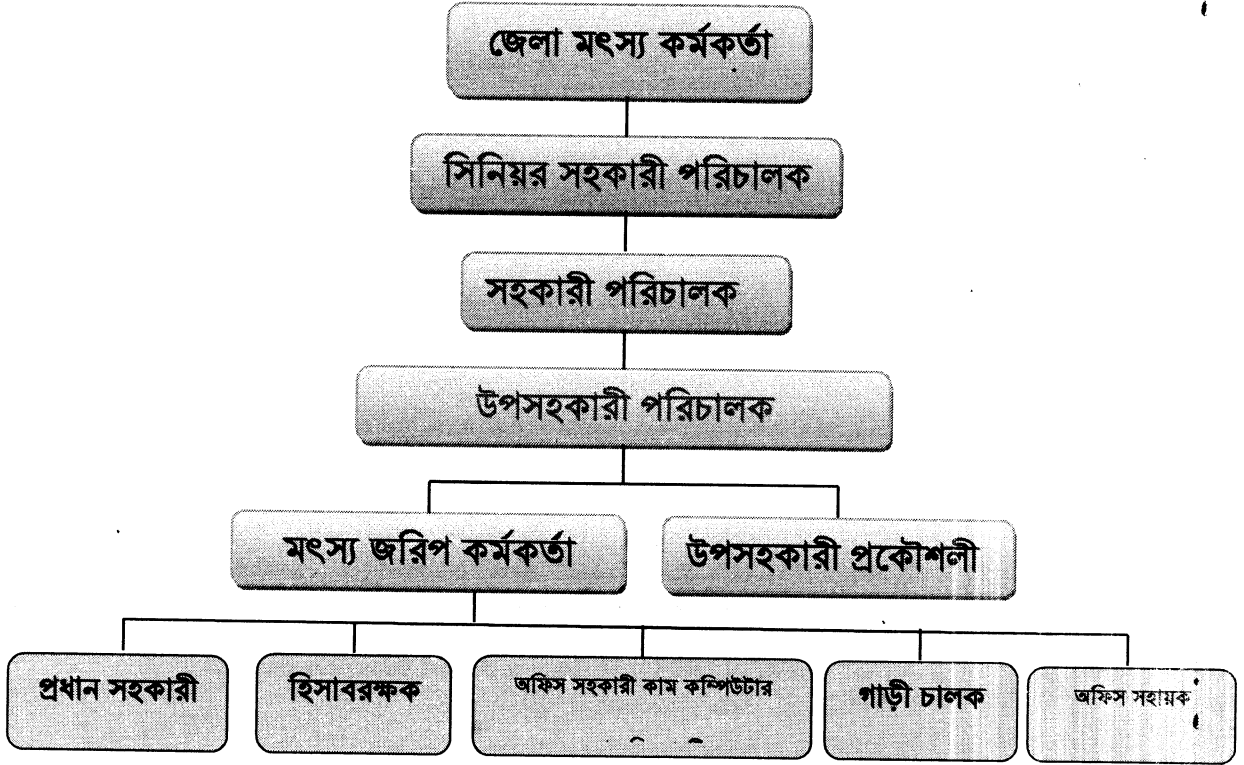 জেলা মৎস্য কর্মকর্তা
সিনিয়র সহকারী পরিচালক
সহকারী পরিচালক
উপসহকারী পরিচালক
মৎস্য জরিপ কর্মকর্তা
উপসহকারী প্রকৌশলী
প্রধান সহকারী
হিসাবরক্ষক
অফিস সহকারী কাম কম্পিউটার
গাড়ী চালক
অফিস সহায়ক